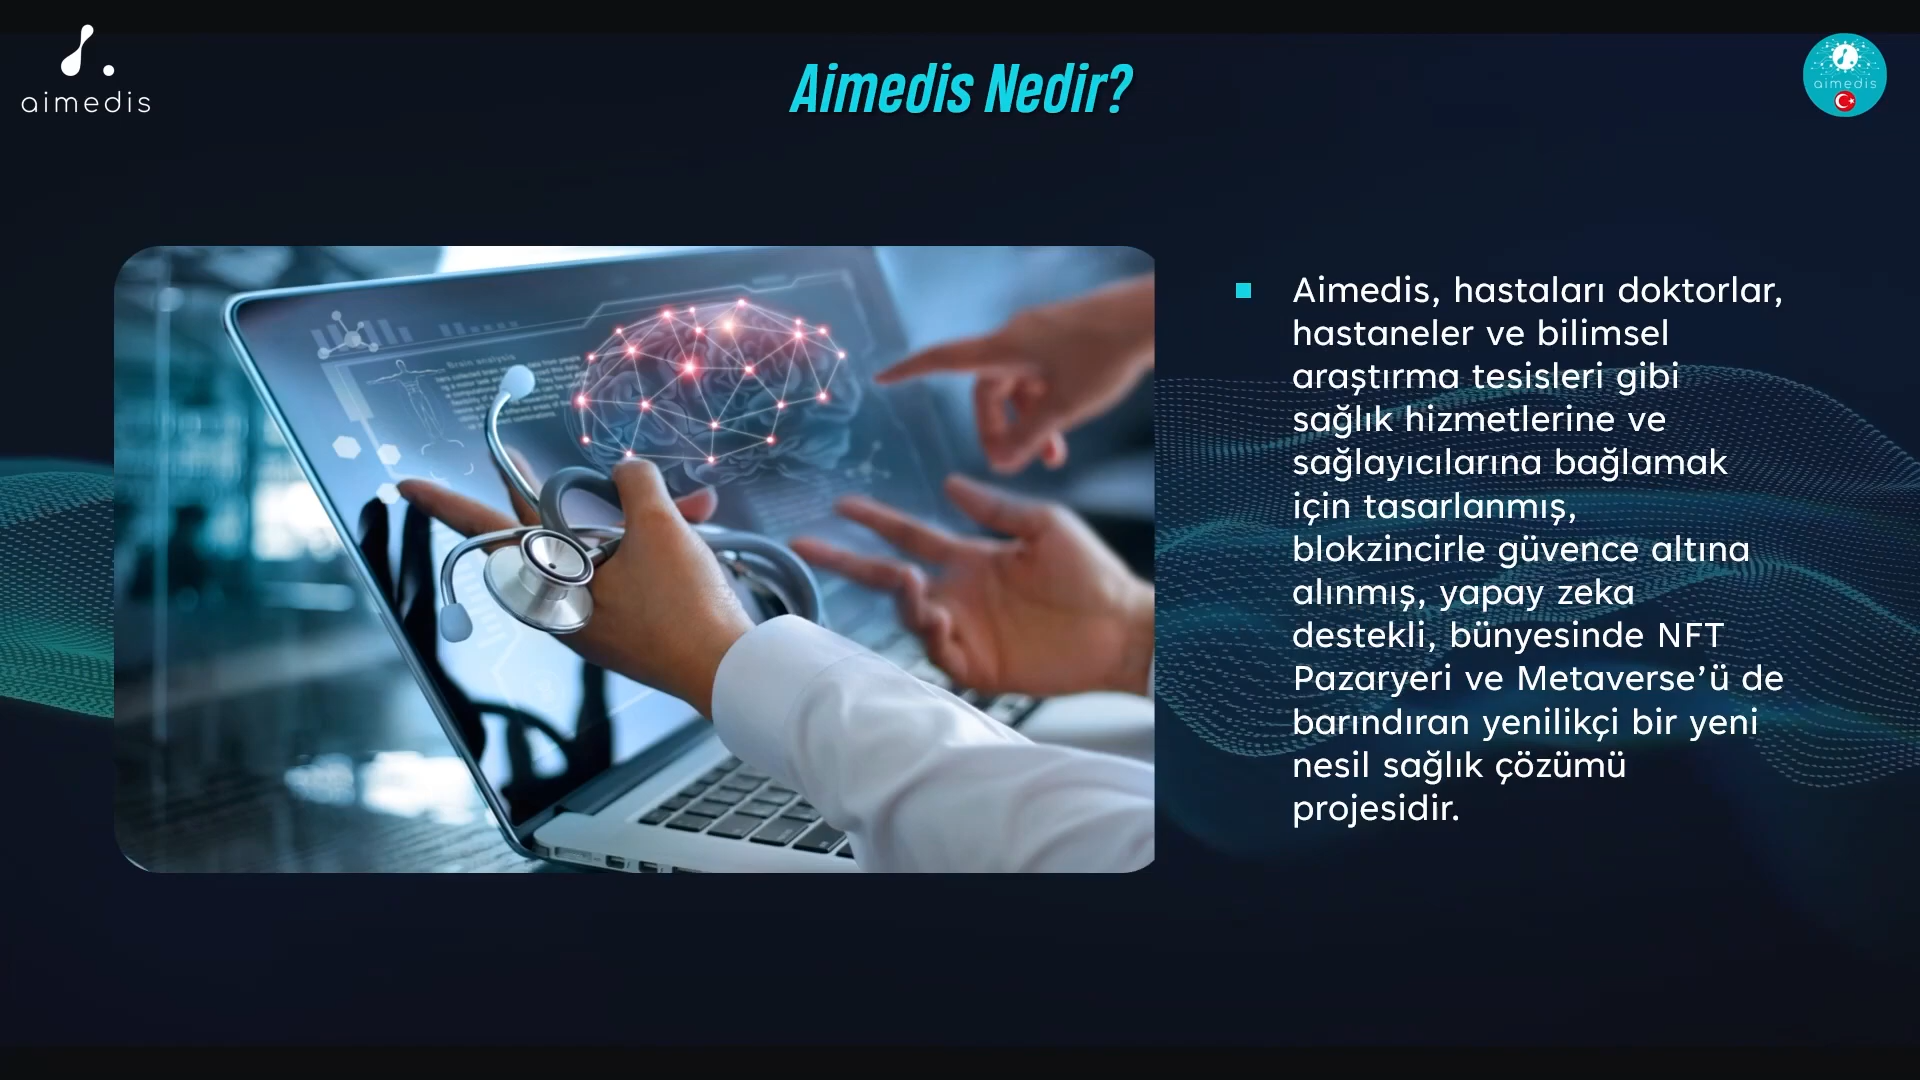 aimedis
Aimedis Nedir?
aimedis
Brain analysis
Aimedis, hastaları doktorlar,
hastaneler ve bilimsel
araştırma tesisleri gibi
sağlık hizmetlerine ve
sağlayıcılarına bağlamak
için tasarlanmış,
blokzincirle güvence altına
alınmış, yapay zeka
destekli, bünyesinde NFT
Pazaryeri ve Metaverse’ü de
barındıran yenilikçi bir yeni
nesil sağlık çözümü
projesidir.